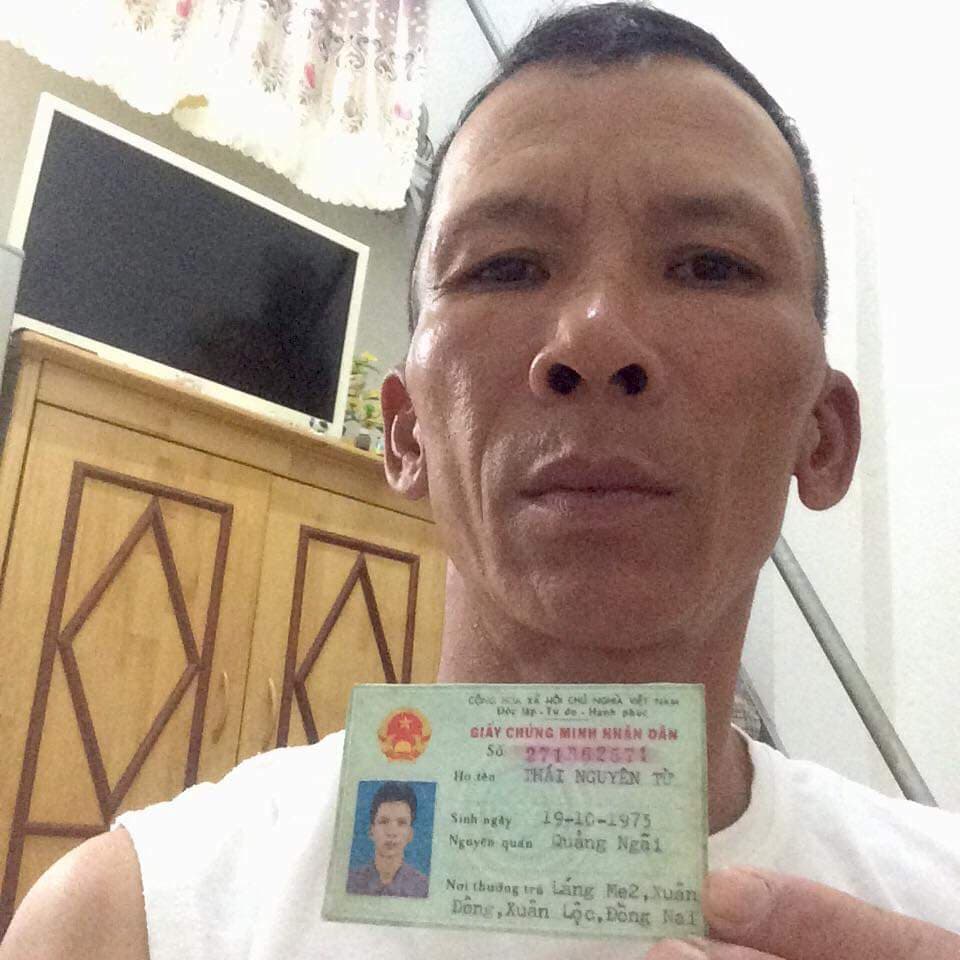 CỘNG HÒA XÃ HỘI CHỦ NGHĨA VIỆT NAM
Độc lập - Tự do - Hạnh phúc
GIẤY CHỨNG MINH NHÂN DÂN
Số
Họ tên THÁI NGUYÊN TỪ
Sinh ngày 19-10-1975
Nguyên quán Quảng Ngãi
Nơi thường trú Láng Me2,Xuân
Đông,Xuân Lộc,Đồng Nai